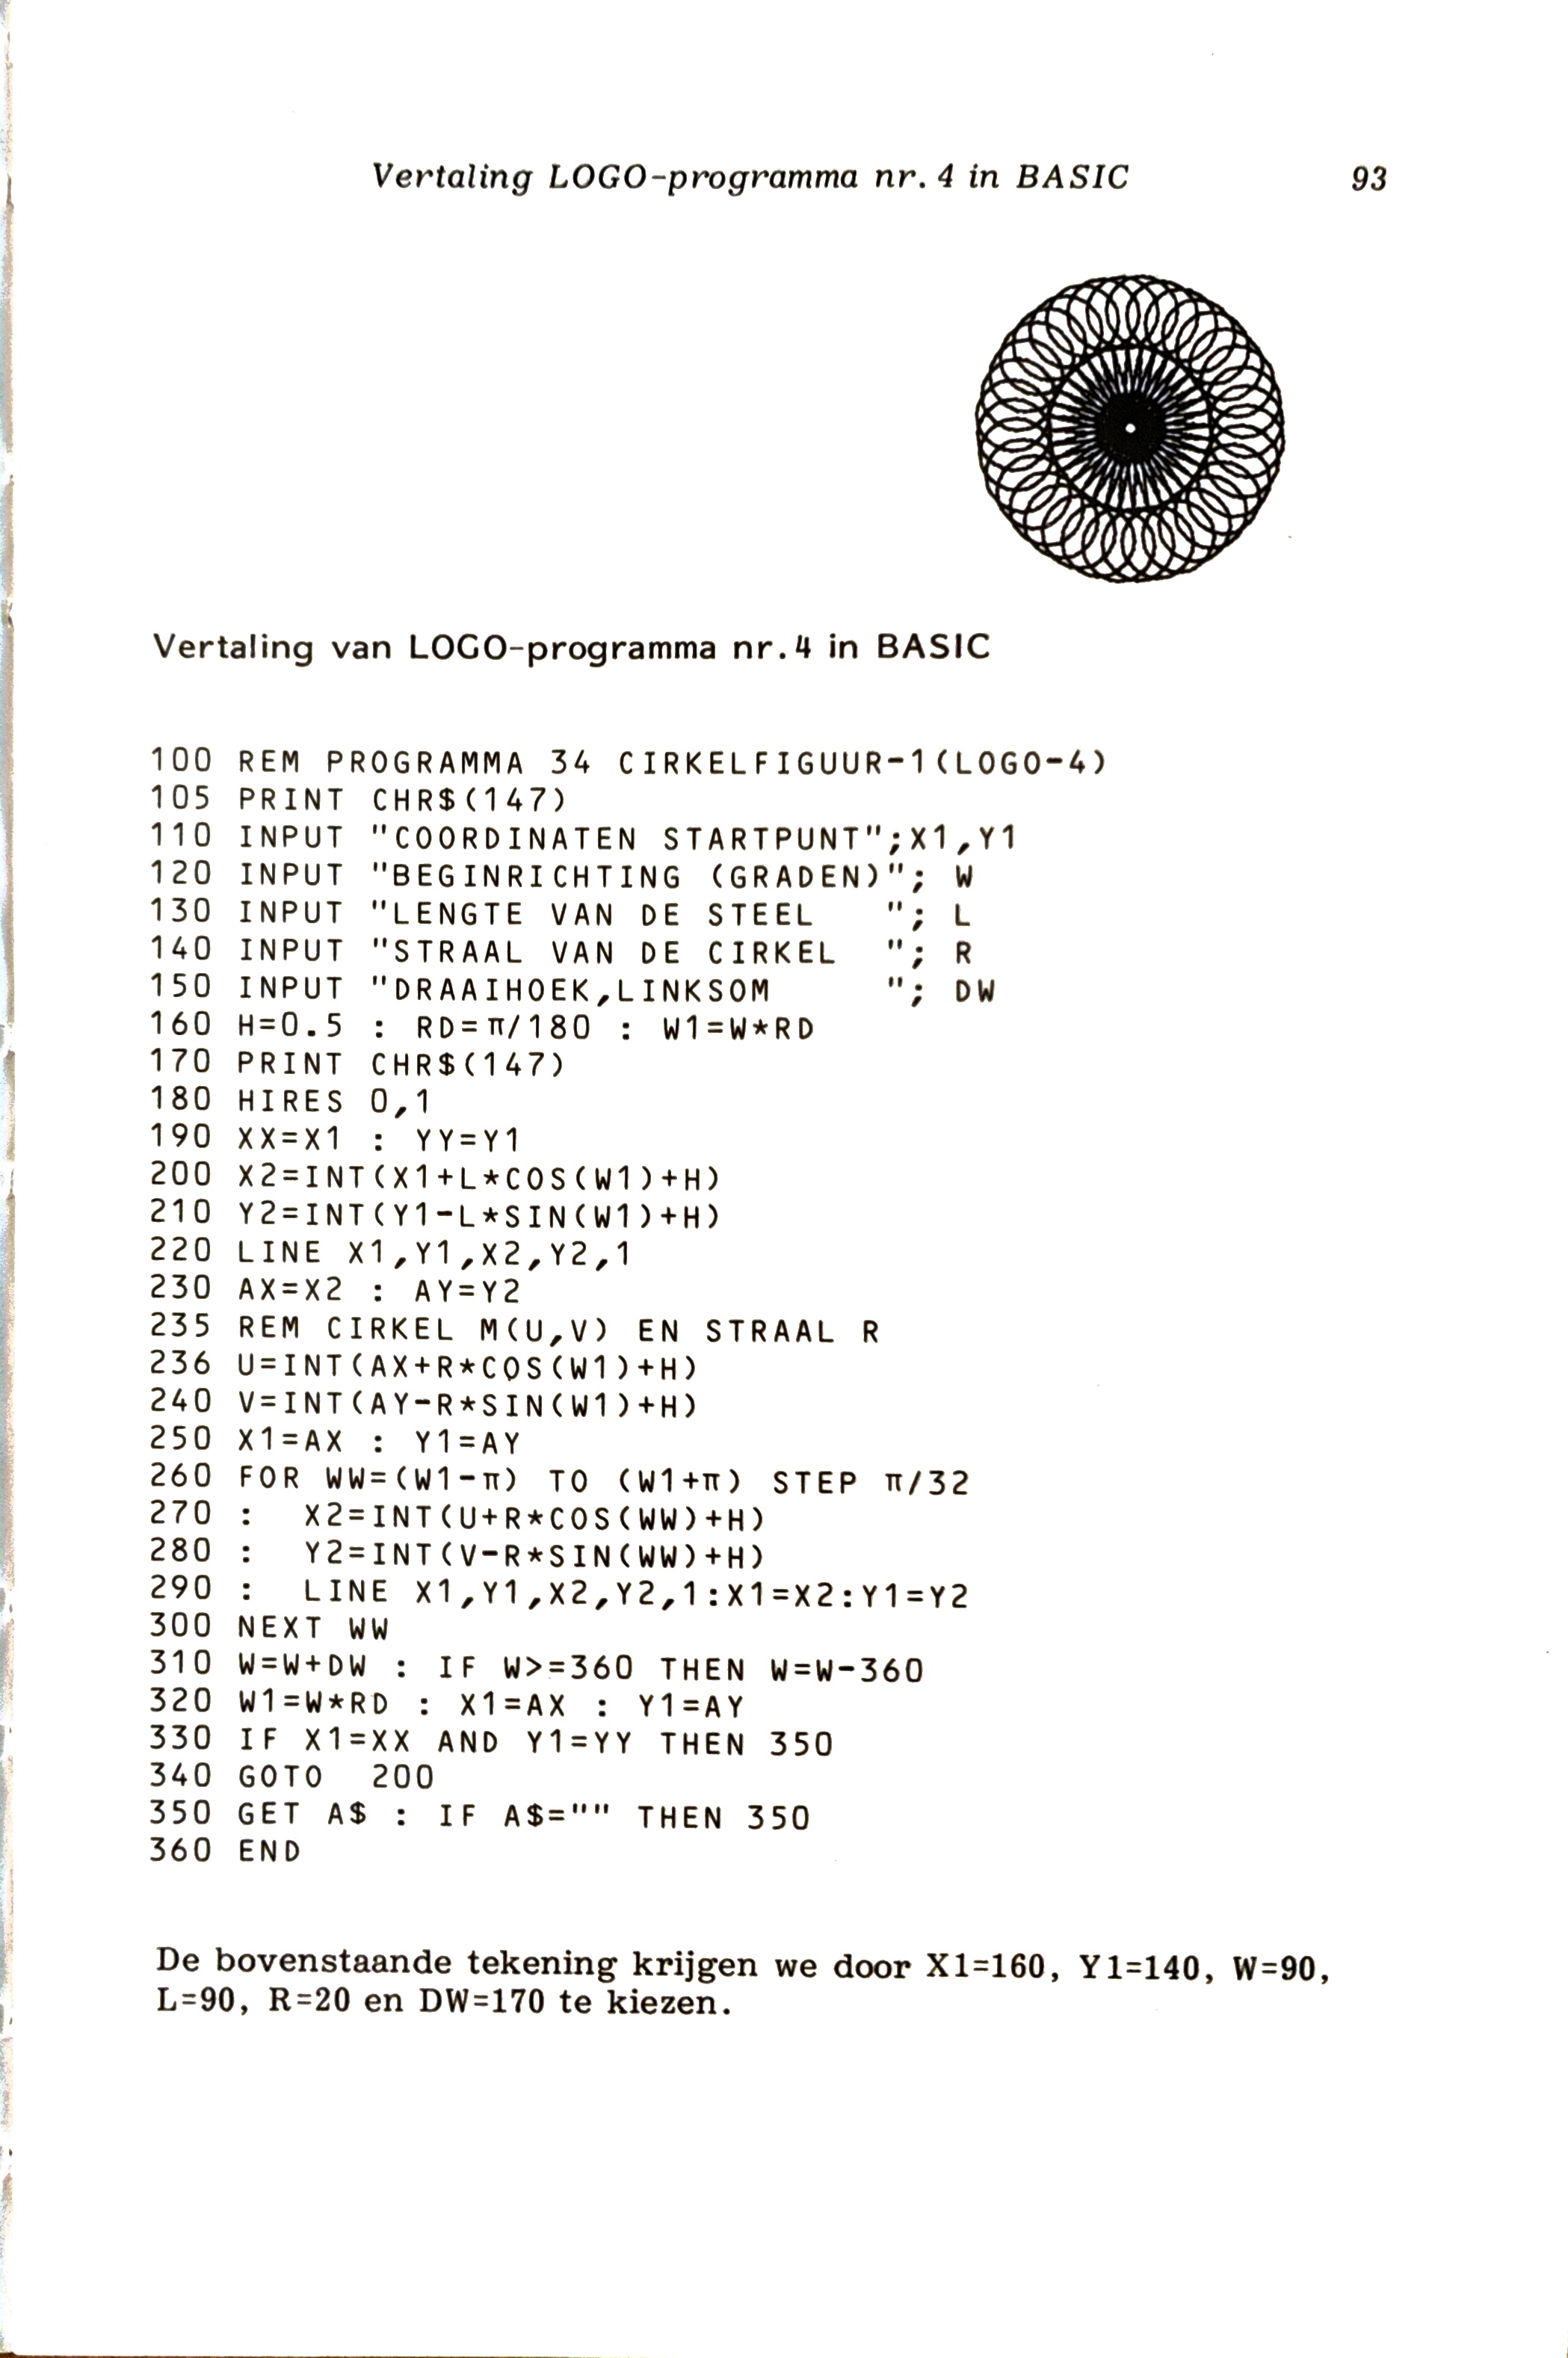 Vertaling LOGO-programma nr. 4 in BASIC 93
Vertaling van LOGO-programma nr.4 in BASIC
100 REM PROGRAMMA 34 CIRKELFIGUUR-1(LOGO-4)
105 PRINT CHR$(147)
110 INPUT "COORDINATEN STARTPUNT";X1,Y1
120 INPUT "BEGINRICHTING (GRADEN)"; W
130 INPUT "LENGTE VAN DE STEEL   "; L
140 INPUT "STRAAL VAN DE CIRKEL  "; R
150 INPUT "DRAAIHOEK,LINKSOM     "; DW
160 H=0.5 : RD=π/180 : W1=W*RD
170 PRINT CHR$(147)
180 HIRES 0,1
190 XX=X1 : YY=Y1
200 X2=INT(X1+L*COS(W1)+H)
210 Y2=INT(Y1-L*SIN(W1)+H)
220 LINE X1,Y1,X2,Y2,1
230 AX=X2 : AY=Y2
235 REM CIRKEL M(U,V) EN STRAAL R
236 U=INT(AX+R*COS(W1)+H)
240 V=INT(AY-R*SIN(W1)+H)
250 X1=AX : Y1=AY
260 FOR WW=(W1-π) TO (W1+π) STEP π/32
270 :  X2=INT(U+R*COS(WW)+H)
280 :  Y2=INT(V-R*SIN(WW)+H)
290 :  LINE X1,Y1,X2,Y2,1:X1=X2:Y1=Y2
300 NEXT WW
310 W=W+DW : IF W>=360 THEN W=W-360
320 W1=W*RD : X1=AX : Y1=AY
330 IF X1=XX AND Y1=YY THEN 350
340 GOTO  200
350 GET A$ : IF A$="" THEN 350
360 END
De bovenstaande tekening krijgen we door X1=160, Y1=140, W=90,
L=90, R=20 en DW=170 te kiezen.